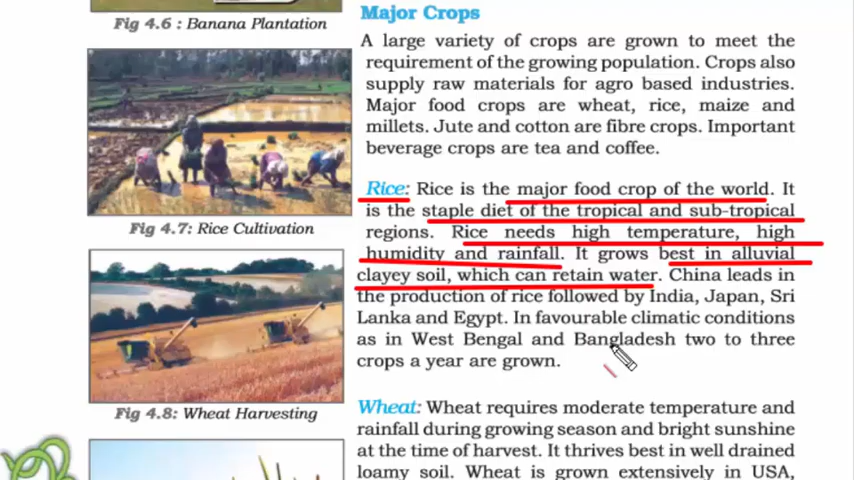 Fig 4.6 : Banana Plantation
Fig 4.7: Rice Cultivation
Fig 4.8: Wheat Harvesting
Major Crops
A large variety of crops are grown to meet the
requirement of the growing population. Crops also
supply raw materials for agro based industries.
Major food crops are wheat, rice, maize and
millets. Jute and cotton are fibre crops. Important
beverage crops are tea and coffee.
Rice: Rice is the major food crop of the world. It
is the staple diet of the tropical and sub-tropical
regions. Rice needs high temperature, high
humidity and rainfall. It grows best in alluvial
clayey soil, which can retain water. China leads in
the production of rice followed by India, Japan, Sri
Lanka and Egypt. In favourable climatic conditions
as in West Bengal and Bangladesh two to three
crops a year are grown.
Wheat: Wheat requires moderate temperature and
rainfall during growing season and bright sunshine
at the time of harvest. It thrives best in well drained
loamy soil. Wheat is grown extensively in USA,